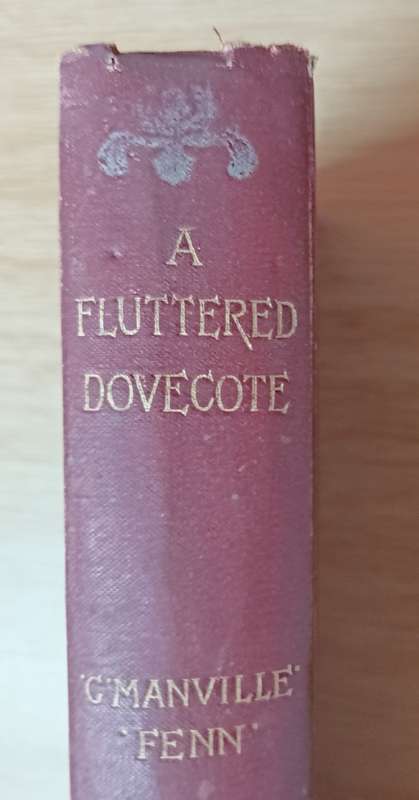 A
FLUTTERED
DOVECOTE
·G·MANVILLE·
·FENN·